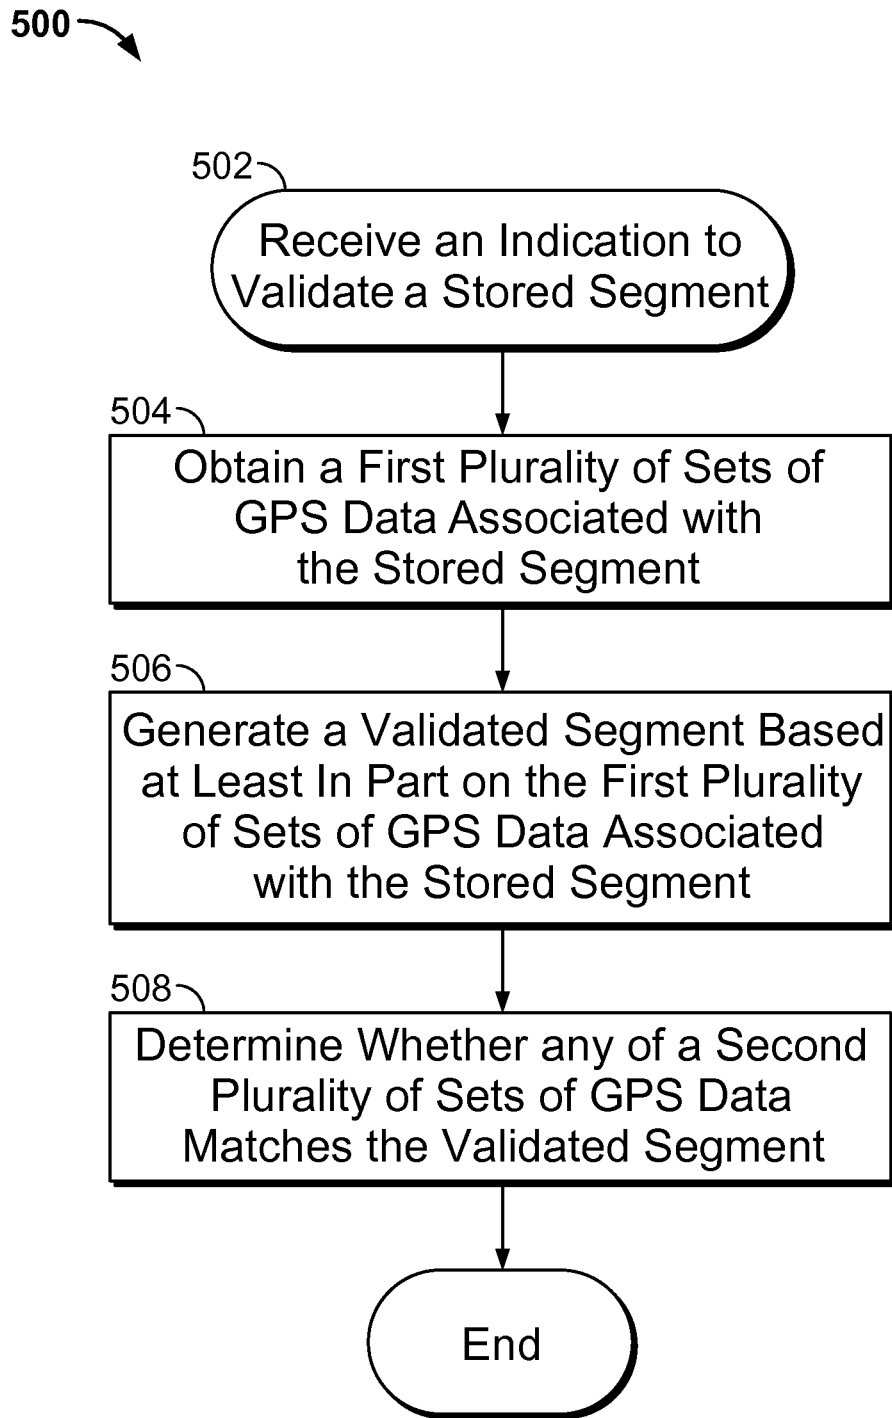 500
502
Receive an Indication to
Validate a Stored Segment
504
Obtain a First Plurality of Sets of
GPS Data Associated with
the Stored Segment
506
Generate a Validated Segment Based
at Least In Part on the First Plurality
of Sets of GPS Data Associated
with the Stored Segment
508
Determine Whether any of a Second
Plurality of Sets of GPS Data
Matches the Validated Segment
End